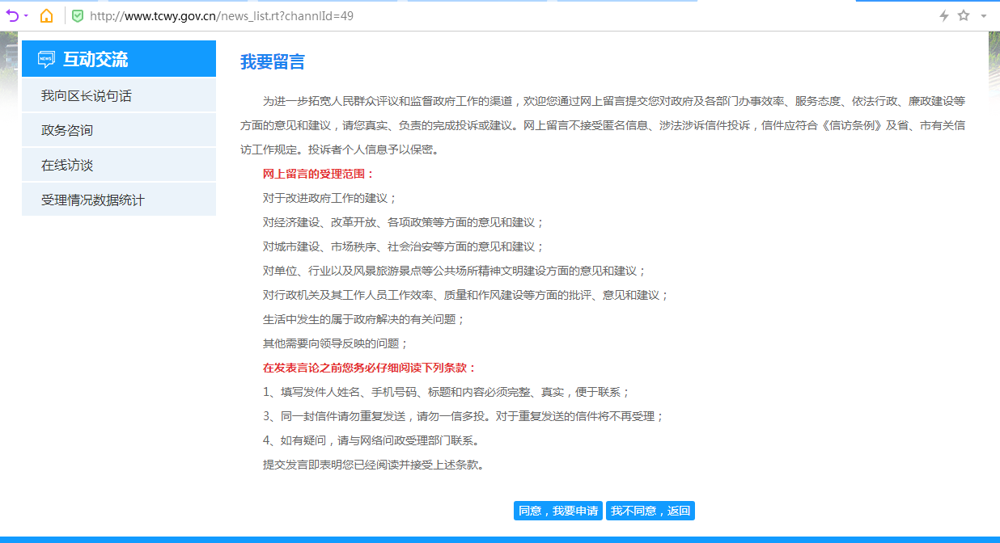 http://www.tcwy.gov.cn/news_list.rt?channlId=49
NEWS
互动交流
我向区长说句话
政务咨询
在线访谈
受理情况数据统计
我要留言
为进一步拓宽人民群众评议和监督政府工作的渠道，欢迎您通过网上留言提交您对政府及各部门办事效率、服务态度、依法行政、廉政建设等
方面的意见和建议，请您真实、负责的完成投诉或建议。网上留言不接受匿名信息、涉法涉诉信件投诉，信件应符合《信访条例》及省、市有关信
访工作规定。投诉者个人信息予以保密。
网上留言的受理范围：
对于改进政府工作的建议；
对经济建设、改革开放、各项政策等方面的意见和建议；
对城市建设、市场秩序、社会治安等方面的意见和建议；
对单位、行业以及风景旅游景点等公共场所精神文明建设方面的意见和建议；
对行政机关及其工作人员工作效率、质量和作风建设等方面的批评、意见和建议；
生活中发生的属于政府解决的有关问题；
其他需要向领导反映的问题；
在发表言论之前您务必仔细阅读下列条款：
1、填写发件人姓名、手机号码、标题和内容必须完整、真实，便于联系；
3、同一封信件请勿重复发送，请勿一信多投。对于重复发送的信件将不再受理；
4、如有疑问，请与网络问政受理部门联系。
提交发言即表明您已经阅读并接受上述条款。
同意，我要申请 我不同意，返回